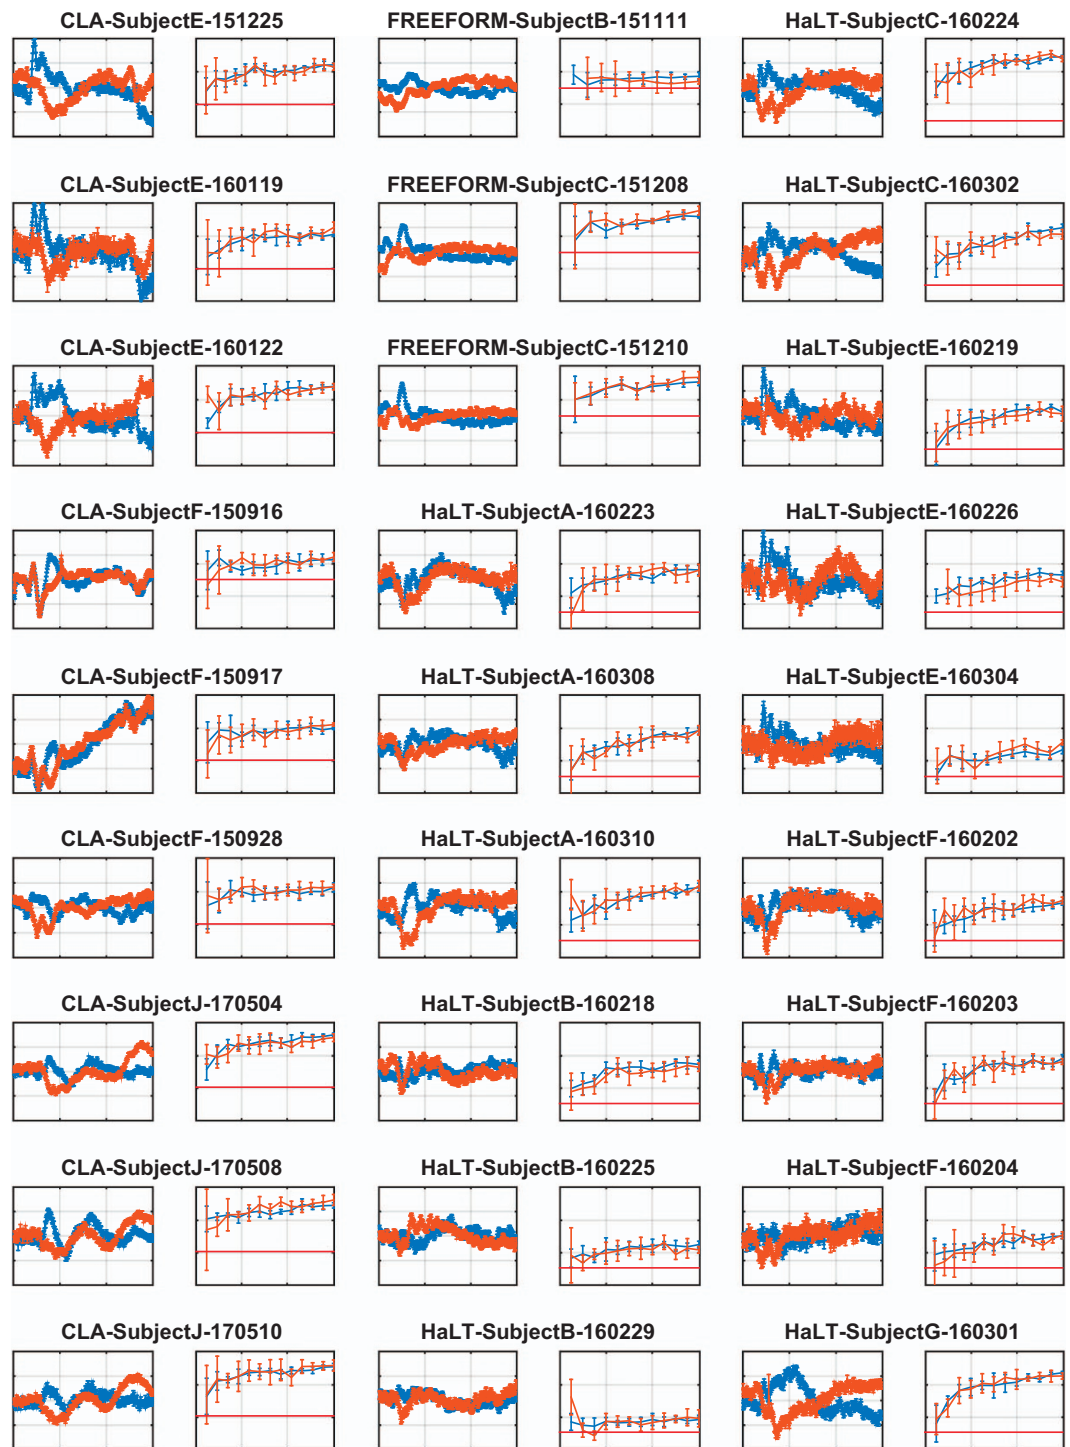 CLA-SubjectE-151225
FREEFORM-SubjectB-151111
HaLT-SubjectC-160224
CLA-SubjectE-160119
FREEFORM-SubjectC-151208
HaLT-SubjectC-160302
CLA-SubjectE-160122
FREEFORM-SubjectC-151210
HaLT-SubjectE-160219
CLA-SubjectF-150916
HaLT-SubjectA-160223
HaLT-SubjectE-160226
CLA-SubjectF-150917
HaLT-SubjectA-160308
HaLT-SubjectE-160304
CLA-SubjectF-150928
HaLT-SubjectA-160310
HaLT-SubjectF-160202
CLA-SubjectJ-170504
HaLT-SubjectB-160218
HaLT-SubjectF-160203
CLA-SubjectJ-170508
HaLT-SubjectB-160225
HaLT-SubjectF-160204
CLA-SubjectJ-170510
HaLT-SubjectB-160229
HaLT-SubjectG-160301